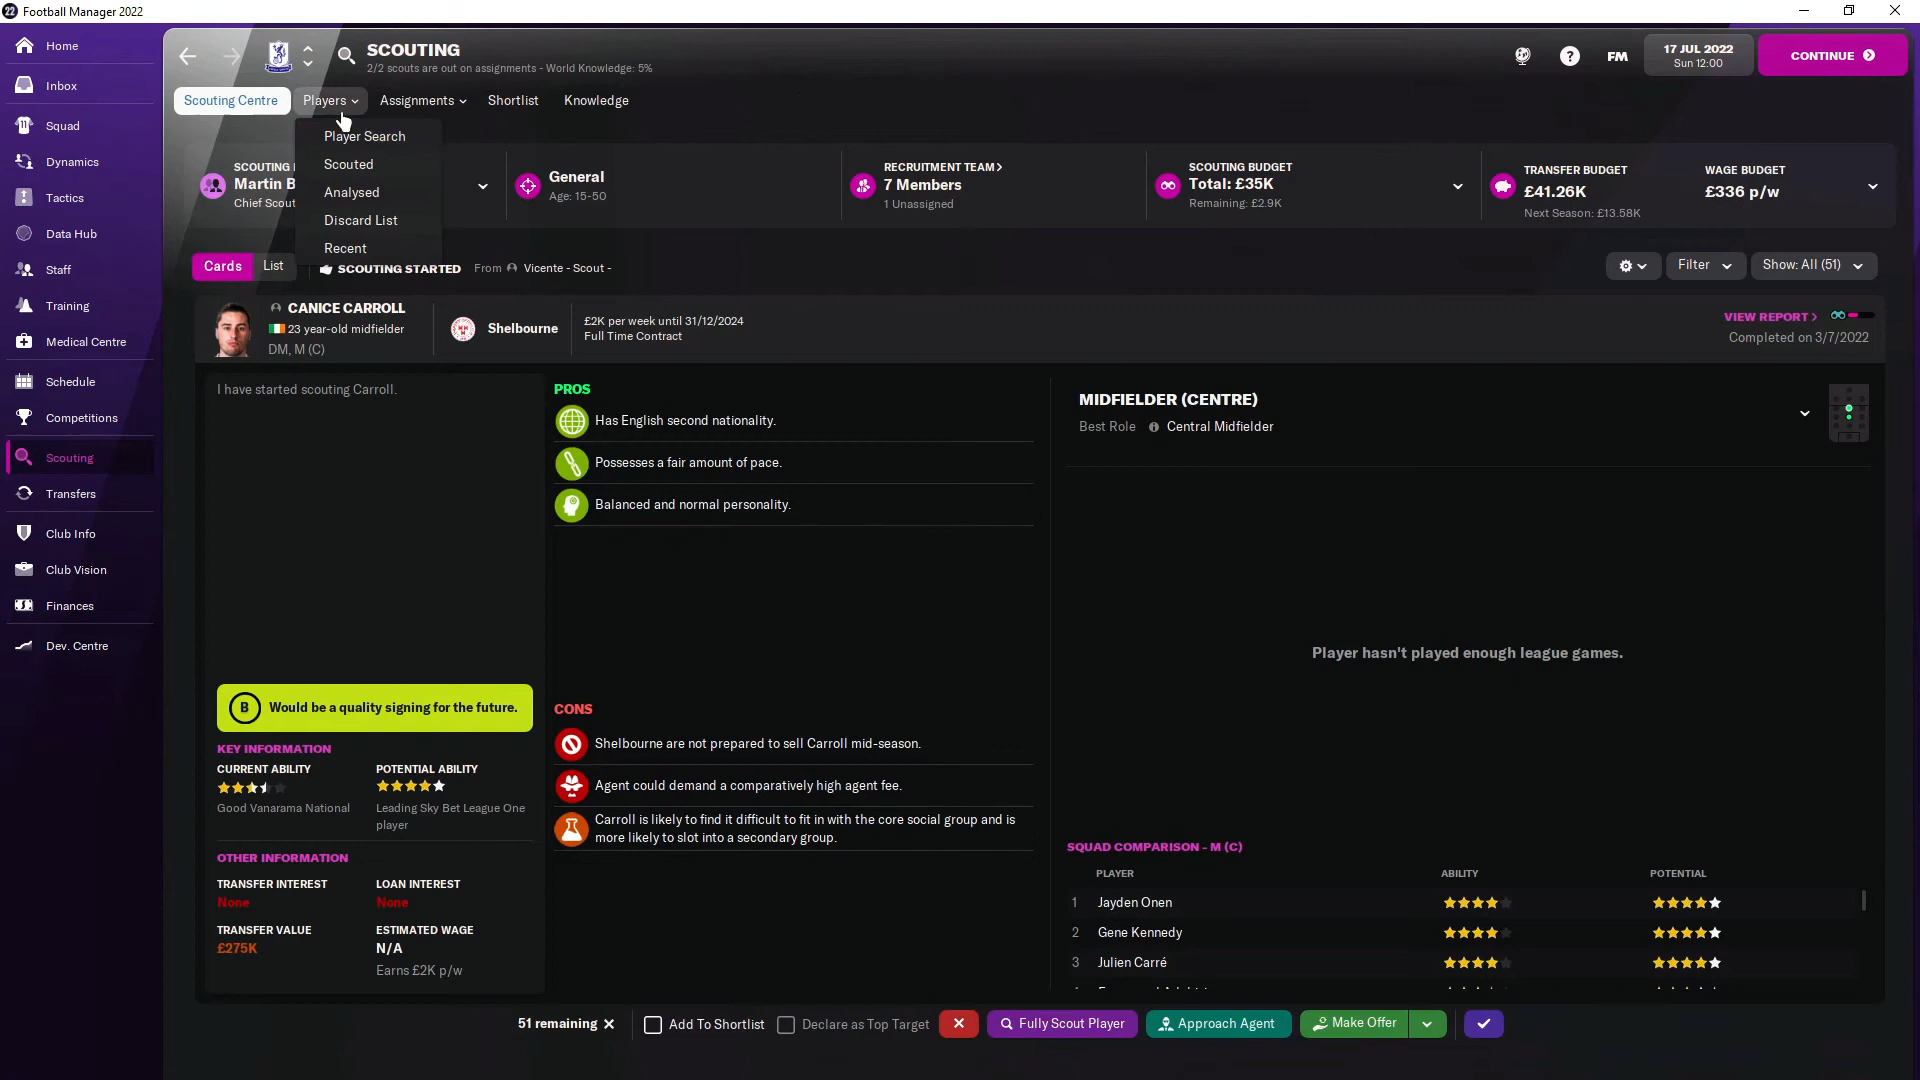 22 Football Manager 2022
Home
Inbox
Squad
Dynamics
Tactics
Data Hub
Staff
Training
Medical Centre
Schedule
Competitions
Scouting
Transfers
Club Info
Club Vision
Finances
Dev. Centre
SCOUTING
2/2 scouts are out on assignments - World Knowledge: 5%
? FM
17 JUL 2022
Sun 12:00
CONTINUE
Scouting Centre Players Assignments Shortlist Knowledge
Player Search
Scouted
Analysed
Discard List
Recent
SCOUTING
Martin B
Chief Scout
General
Age: 15-50
RECRUITMENT TEAM >
7 Members
1 Unassigned
SCOUTING BUDGET
Total: £35K
Remaining: £2.9K
TRANSFER BUDGET
£41.26K
Next Season: £13.58K
WAGE BUDGET
£336 p/w
Cards List
SCOUTING STARTED From Vicente - Scout -
Filter Show: All (51)
CANICE CARROLL
23 year-old midfielder
DM, M (C)
Shelbourne
£2K per week until 31/12/2024
Full Time Contract
VIEW REPORT >
Completed on 3/7/2022
I have started scouting Carroll.
B Would be a quality signing for the future.
KEY INFORMATION
CURRENT ABILITY
Good Vanarama National
POTENTIAL ABILITY
Leading Sky Bet League One
player
OTHER INFORMATION
TRANSFER INTEREST
None
LOAN INTEREST
None
TRANSFER VALUE
£275K
ESTIMATED WAGE
N/A
Earns £2K p/w
PROS
Has English second nationality.
Possesses a fair amount of pace.
Balanced and normal personality.
CONS
Shelbourne are not prepared to sell Carroll mid-season.
Agent could demand a comparatively high agent fee.
Carroll is likely to find it difficult to fit in with the core social group and is
more likely to slot into a secondary group.
MIDFIELDER (CENTRE)
Best Role Central Midfielder
Player hasn't played enough league games.
SQUAD COMPARISON - M (C)
PLAYER ABILITY POTENTIAL
1 Jayden Onen
2 Gene Kennedy
3 Julien Carré
51 remaining ×
Add To Shortlist
Declare as Top Target
Fully Scout Player
Approach Agent
Make Offer